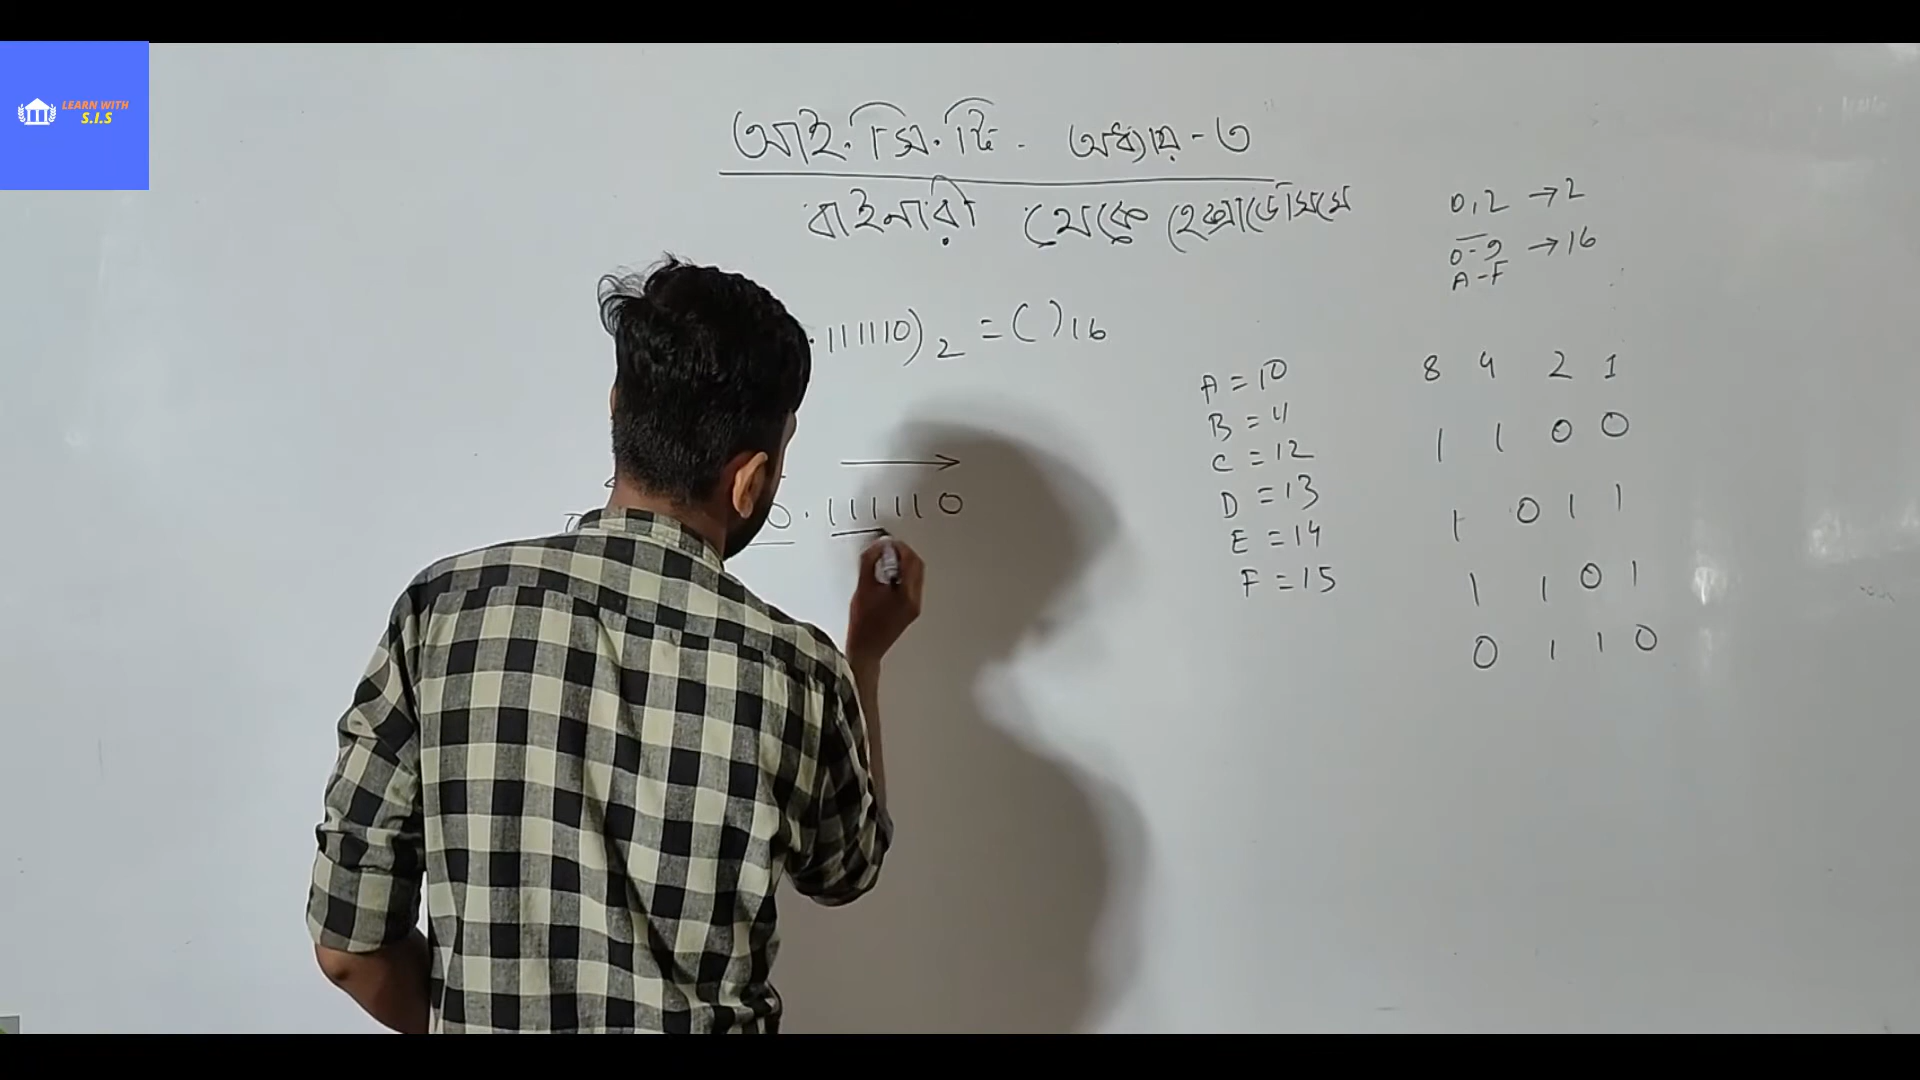 LEARN WITH
S.I.S
আই.সি.টি. অধ্যায়-৩
বাইনারী থেকে হেক্সাডেসিমেল
0,2 → 2
0-9 → 16
A-F
.111110)2 = ( )16
A = 10
B = 11
C = 12
D = 13
E = 14
F = 15
8 4 2 1
1 1 0 0
1 0 1 1
1 1 0 1
0 1 1 0
0.111110